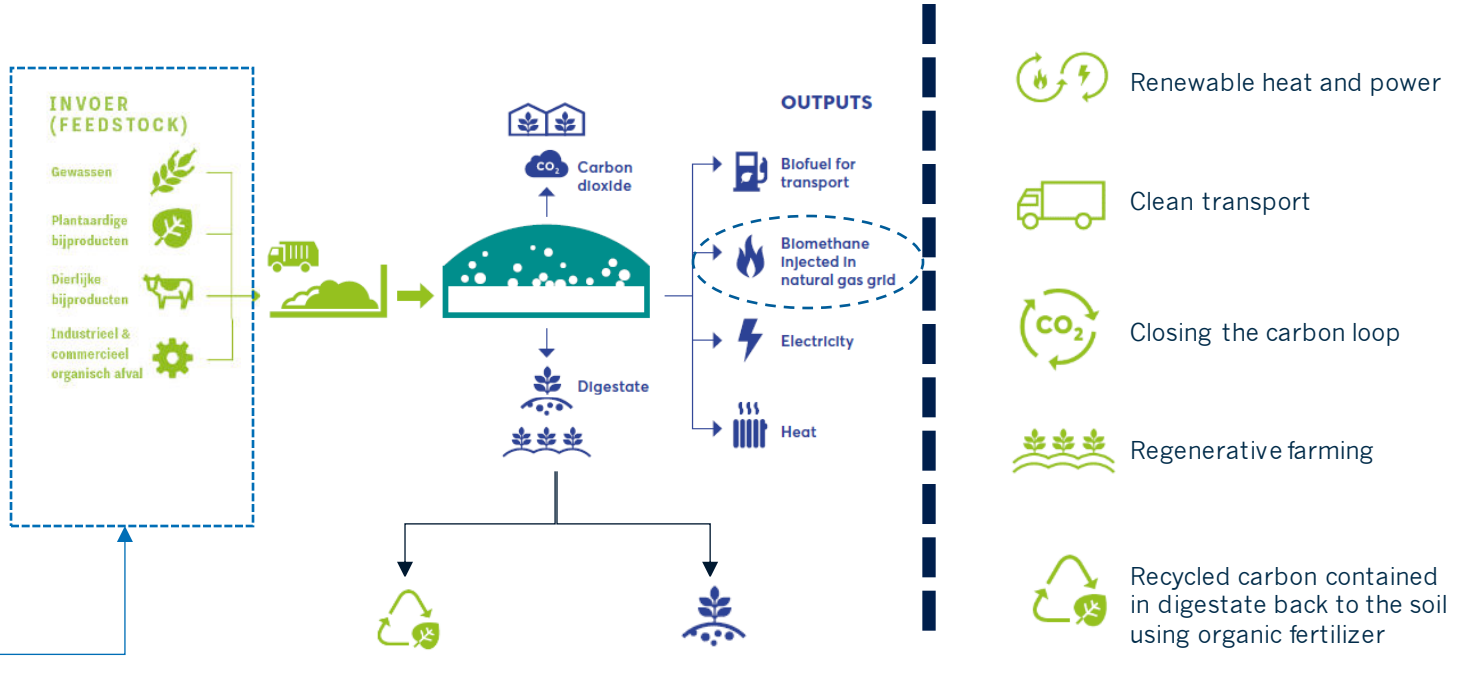 INVOER
(FEEDSTOCK)
Gewassen
Plantaardige
bijproducten
Dierlijke
bijproducten
Industrieel &
commercieel
organisch afval
CO₂
Carbon
dioxide
Digestate
OUTPUTS
Biofuel for
transport
Biomethane
injected in
natural gas grid
Electricity
Heat
Renewable heat and power
Clean transport
CO₂
Closing the carbon loop
Regenerative farming
Recycled carbon contained
in digestate back to the soil
using organic fertilizer